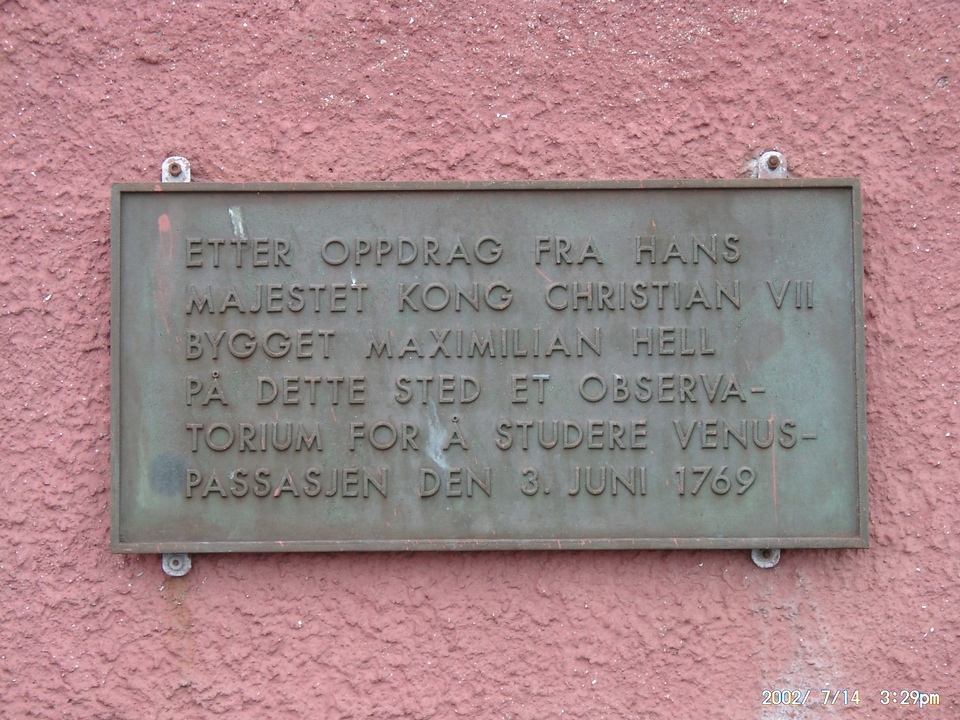 ETTER OPPDRAG FRA HANS
MAJESTET KONG CHRISTIAN VII
BYGGET MAXIMILIAN HELL
PÅ DETTE STED ET OBSERVA-
TORIUM FOR Å STUDERE VENUS-
PASSASJEN DEN 3. JUNI 1769
2002/ 7/14 3:29pm